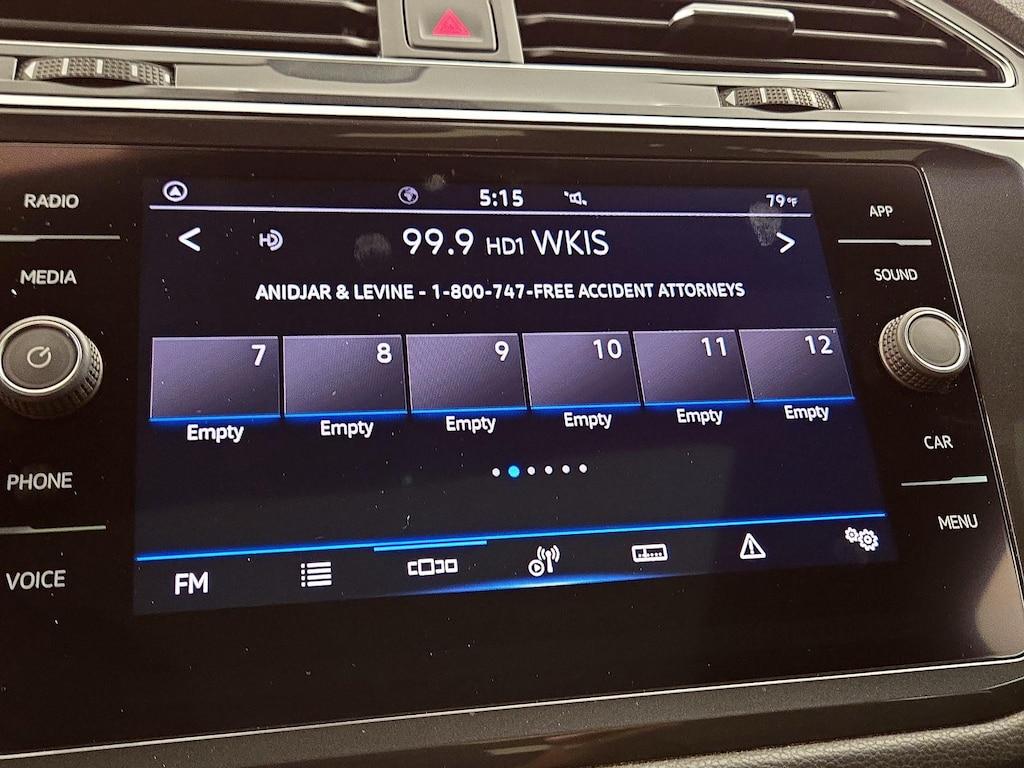 RADIO
MEDIA
PHONE
VOICE
5:15
79°F
99.9 HD1 WKIS
ANIDJAR & LEVINE - 1-800-747-FREE ACCIDENT ATTORNEYS
7 8 9 10 11 12
Empty Empty Empty Empty Empty Empty
FM
APP
SOUND
CAR
MENU